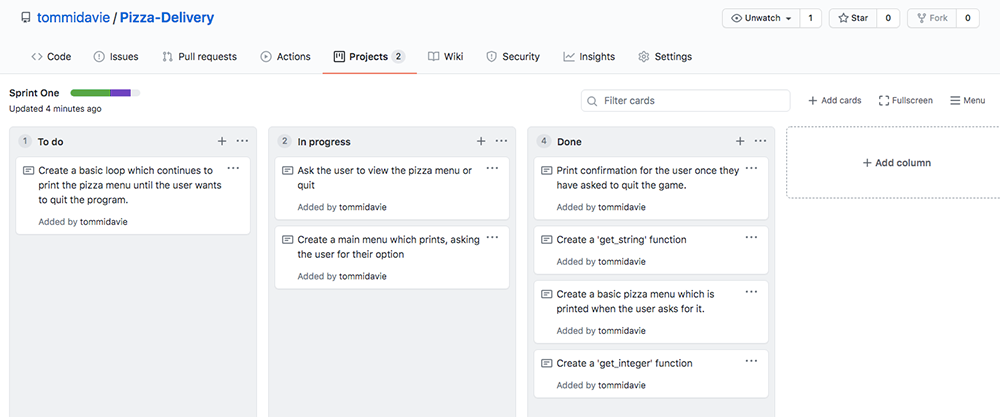 tommidavie / Pizza-Delivery
Unwatch 1 Star 0 Fork 0
Code Issues Pull requests Actions Projects 2 Wiki Security Insights Settings
Sprint One
Updated 4 minutes ago
Filter cards
+ Add cards Fullscreen Menu
1 To do + ...
Create a basic loop which continues to ...
print the pizza menu until the user wants
to quit the program.
Added by tommidavie
2 In progress + ...
Ask the user to view the pizza menu or ...
quit
Added by tommidavie
Create a main menu which prints, asking ...
the user for their option
Added by tommidavie
4 Done + ...
Print confirmation for the user once they ...
have asked to quit the game.
Added by tommidavie
Create a 'get_string' function ...
Added by tommidavie
Create a basic pizza menu which is ...
printed when the user asks for it.
Added by tommidavie
Create a 'get_integer' function ...
Added by tommidavie
+ Add column